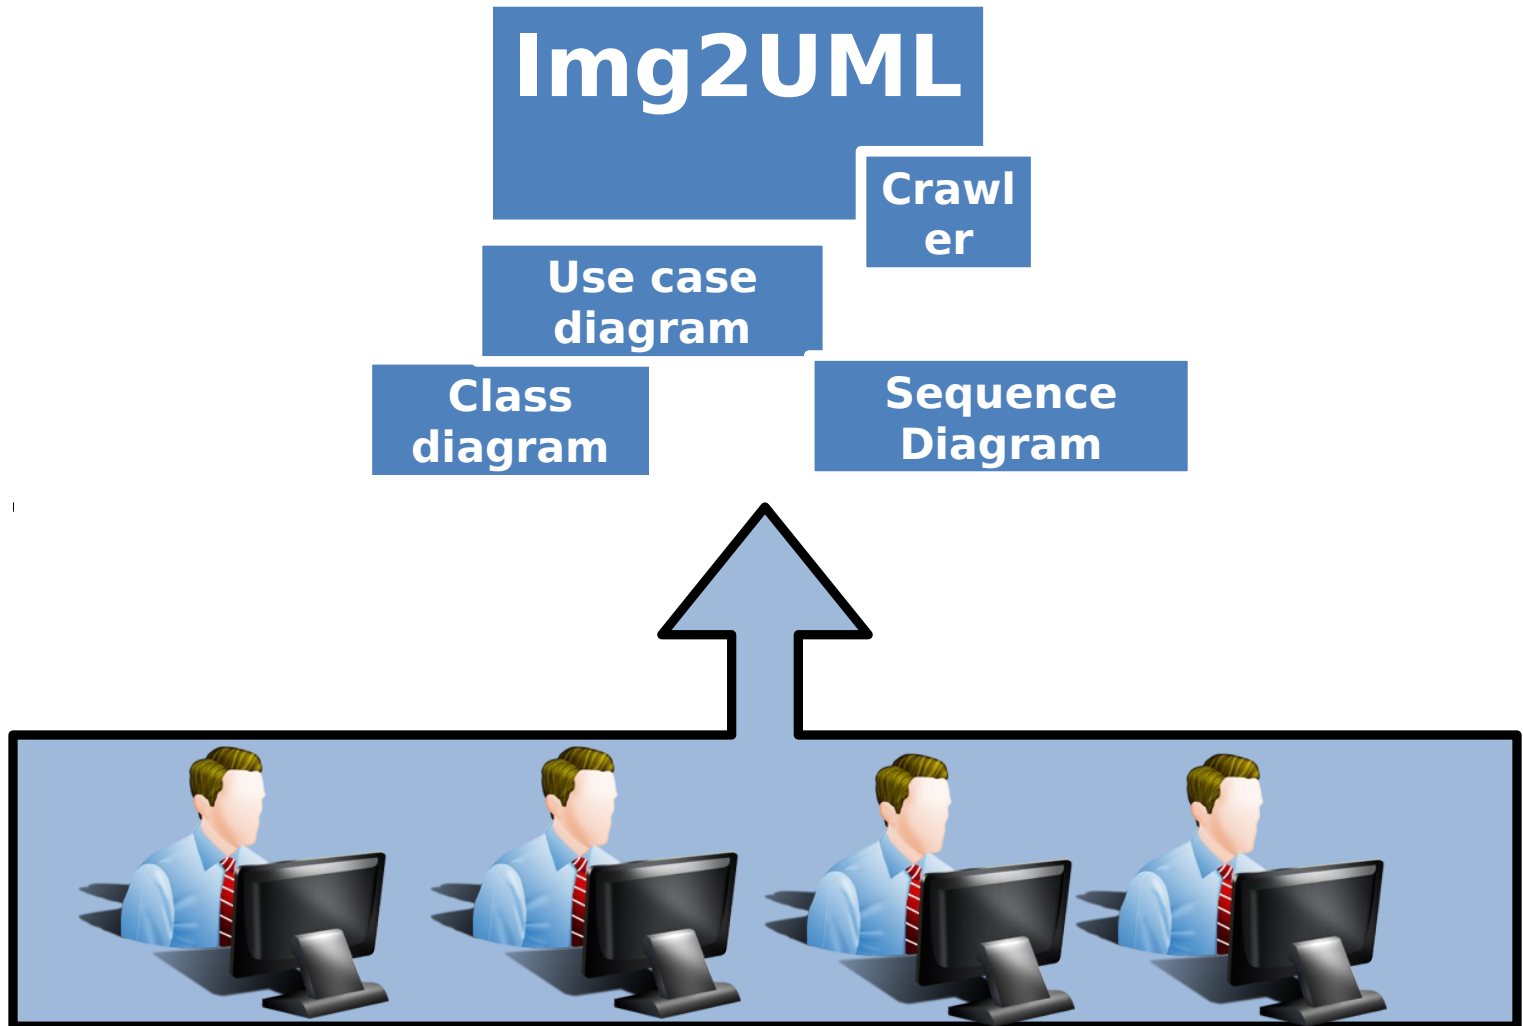 Img2UML
Crawl
er
Use case
diagram
Class
diagram
Sequence
Diagram